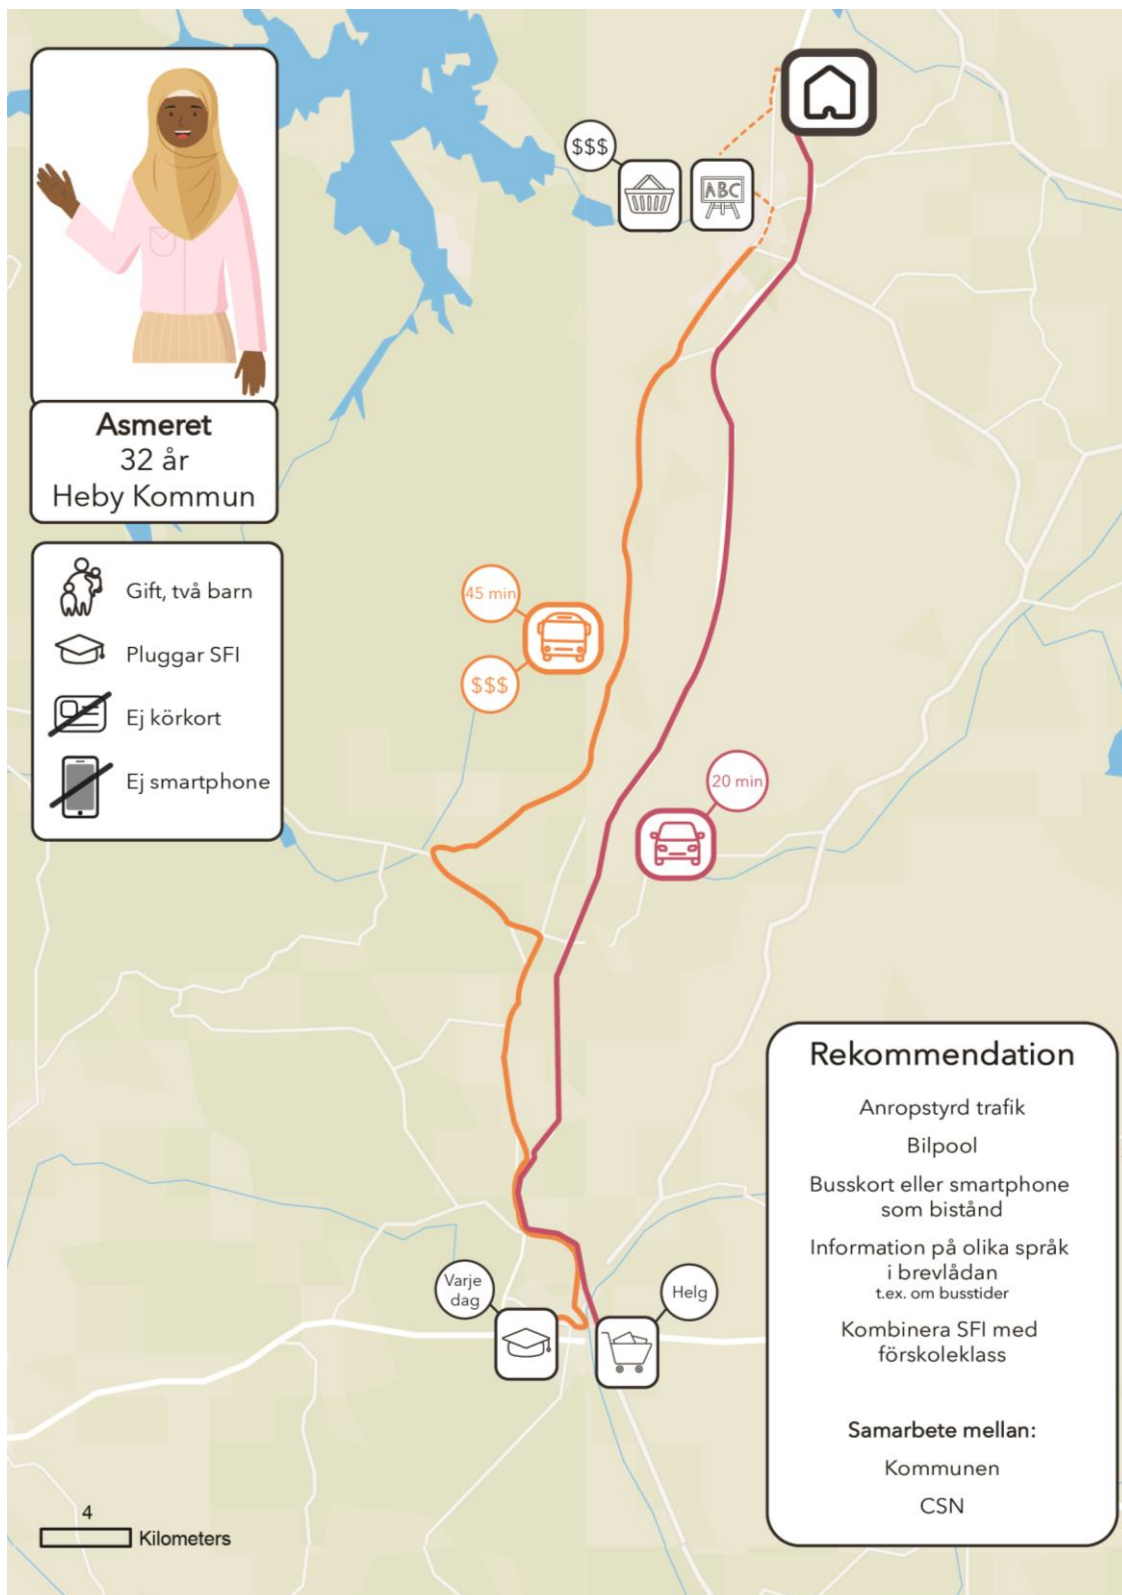 $$$
ABC
Asmeret
32 år
Heby Kommun
Gift, två barn
Pluggar SFI
Ej körkort
Ej smartphone
45 min
$$$
20 min
Rekommendation
Anropstyrd trafik
Bilpool
Busskort eller smartphone
som bistånd
Information på olika språk
i brevlådan
t.ex. om busstider
Kombinera SFI med
förskoleklass
Samarbete mellan:
Kommunen
CSN
Varje
dag
Helg
4
Kilometers